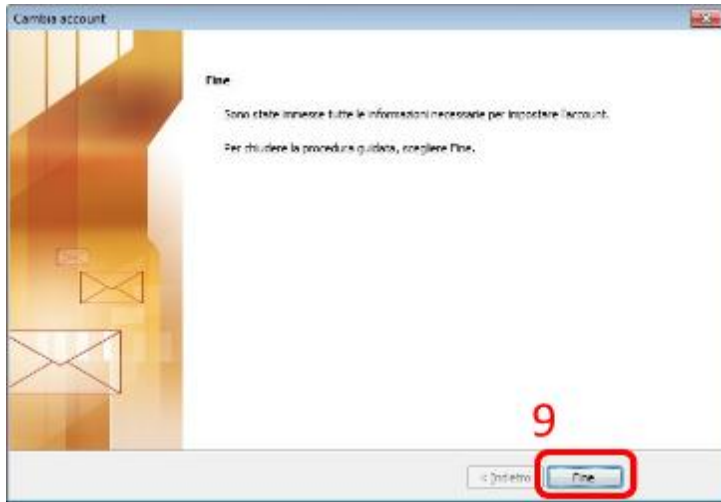 Cambia account
Fine
Sono state immesse tutte le informazioni necessarie per impostare l'account.
Per chiudere la procedura guidata, scegliere Fine.
9
< Indietro
Fine